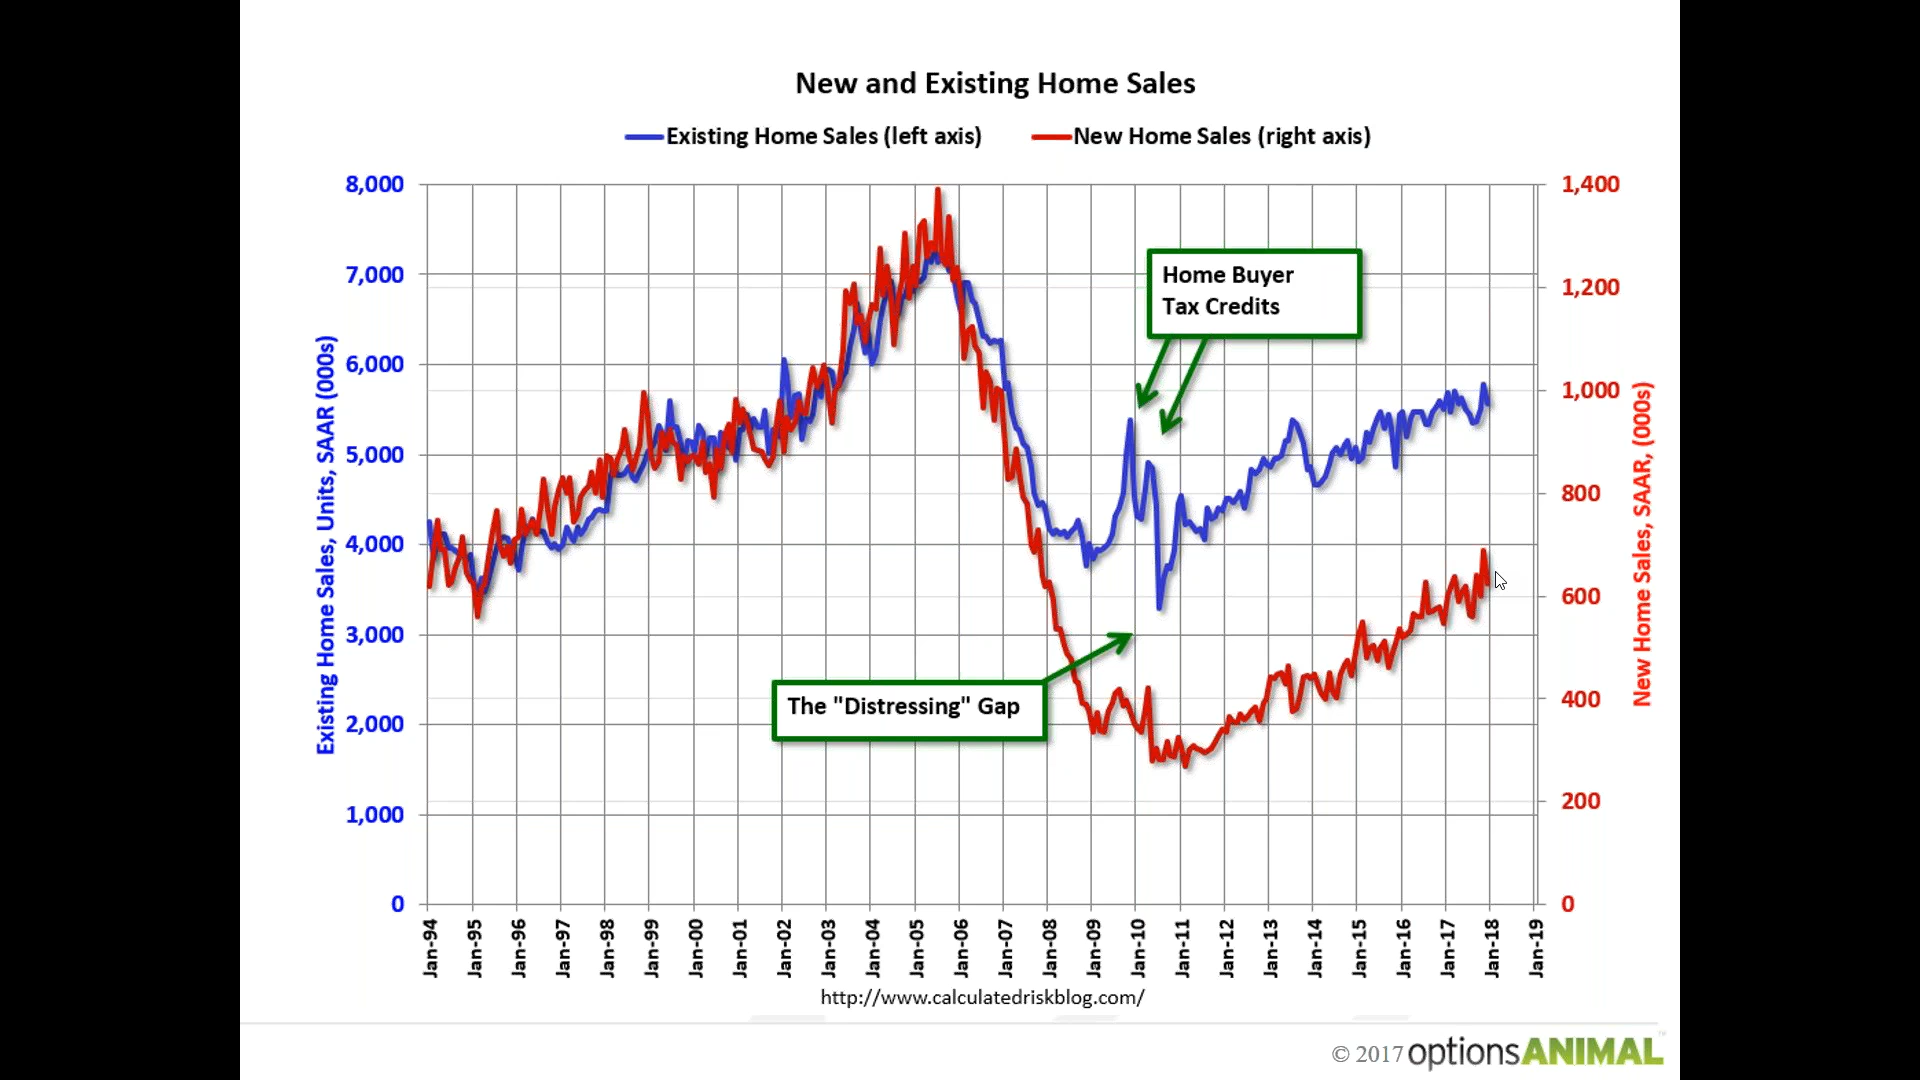 New and Existing Home Sales
Existing Home Sales (left axis)
New Home Sales (right axis)
8,000
7,000
6,000
5,000
4,000
3,000
2,000
1,000
0
Existing Home Sales, Units, SAAR (000s)
1,400
1,200
1,000
800
600
400
200
0
New Home Sales, SAAR, (000s)
Home Buyer
Tax Credits
The "Distressing" Gap
Jan-94
Jan-95
Jan-96
Jan-97
Jan-98
Jan-99
Jan-00
Jan-01
Jan-02
Jan-03
Jan-04
Jan-05
Jan-06
Jan-07
Jan-08
Jan-09
Jan-10
Jan-11
Jan-12
Jan-13
Jan-14
Jan-15
Jan-16
Jan-17
Jan-18
Jan-19
http://www.calculatedriskblog.com/
© 2017 optionsANIMAL™